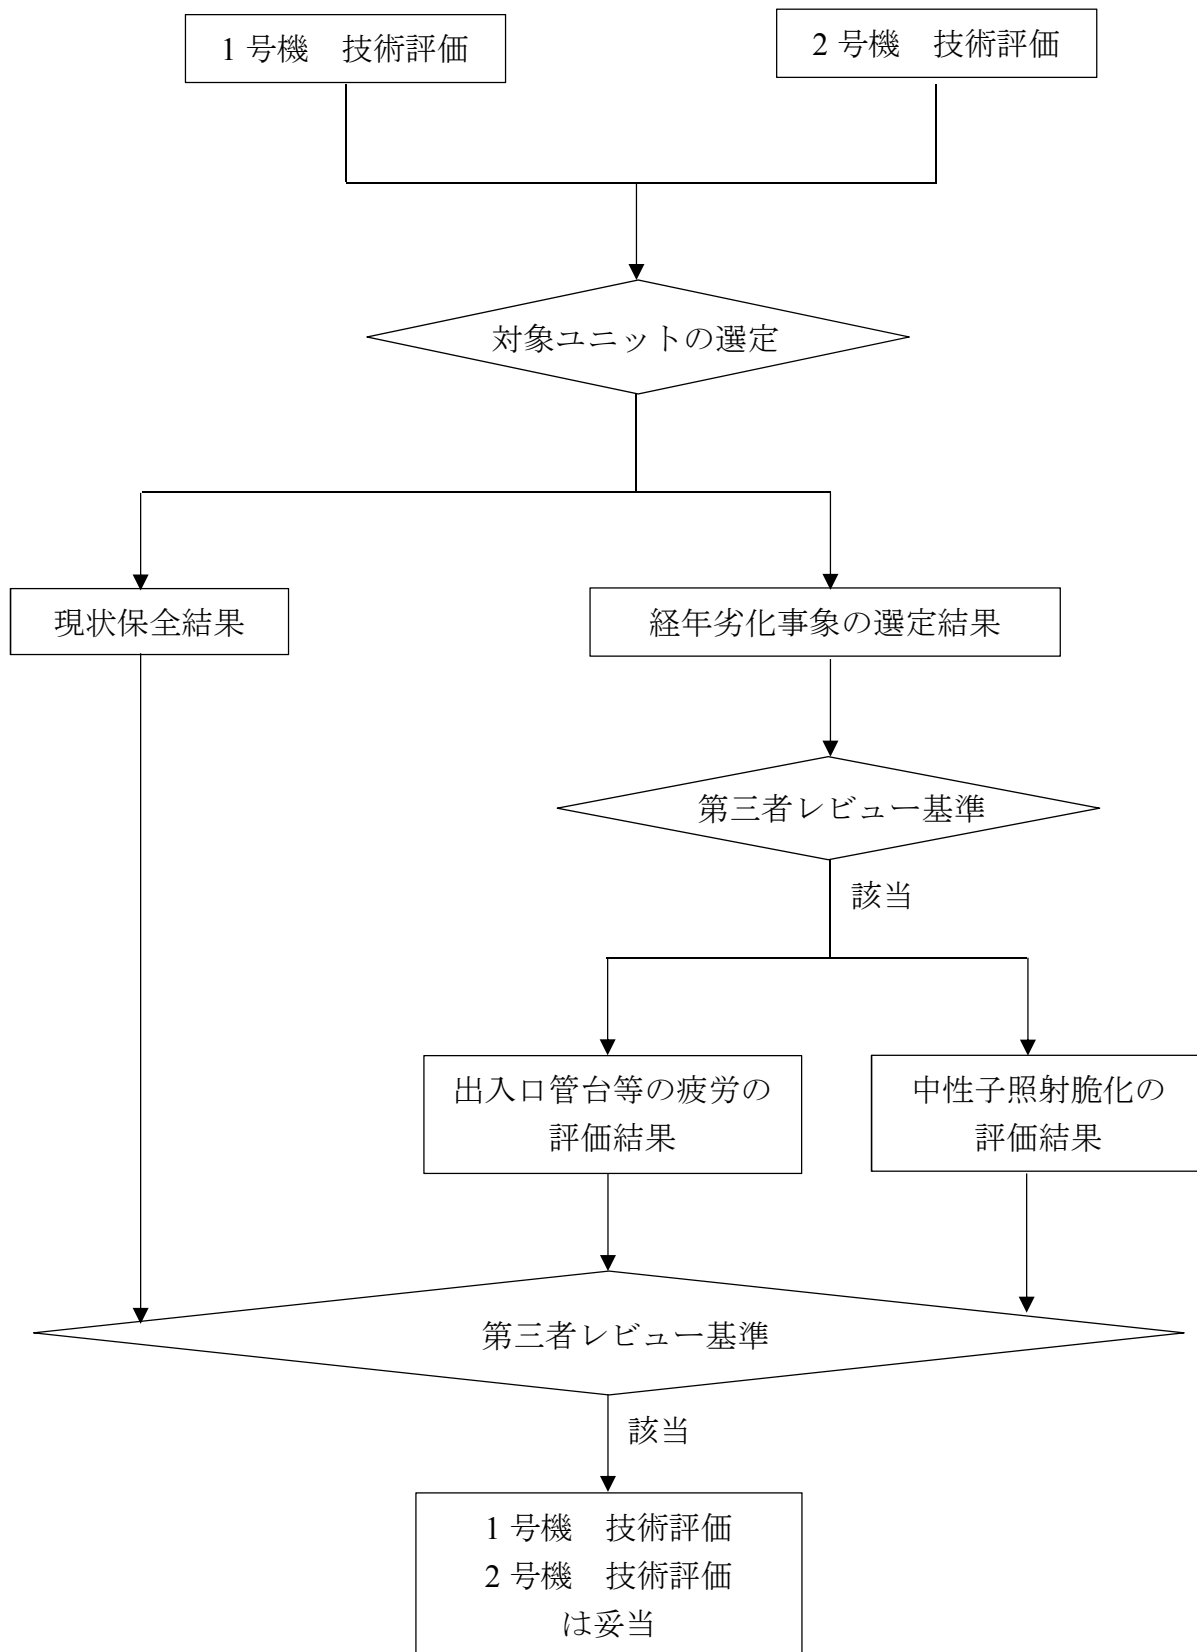 1 号機　技術評価
2 号機　技術評価
対象ユニットの選定
現状保全結果
経年劣化事象の選定結果
第三者レビュー基準
該当
出入口管台等の疲労の
評価結果
中性子照射脆化の
評価結果
第三者レビュー基準
該当
1 号機　技術評価
2 号機　技術評価
は妥当